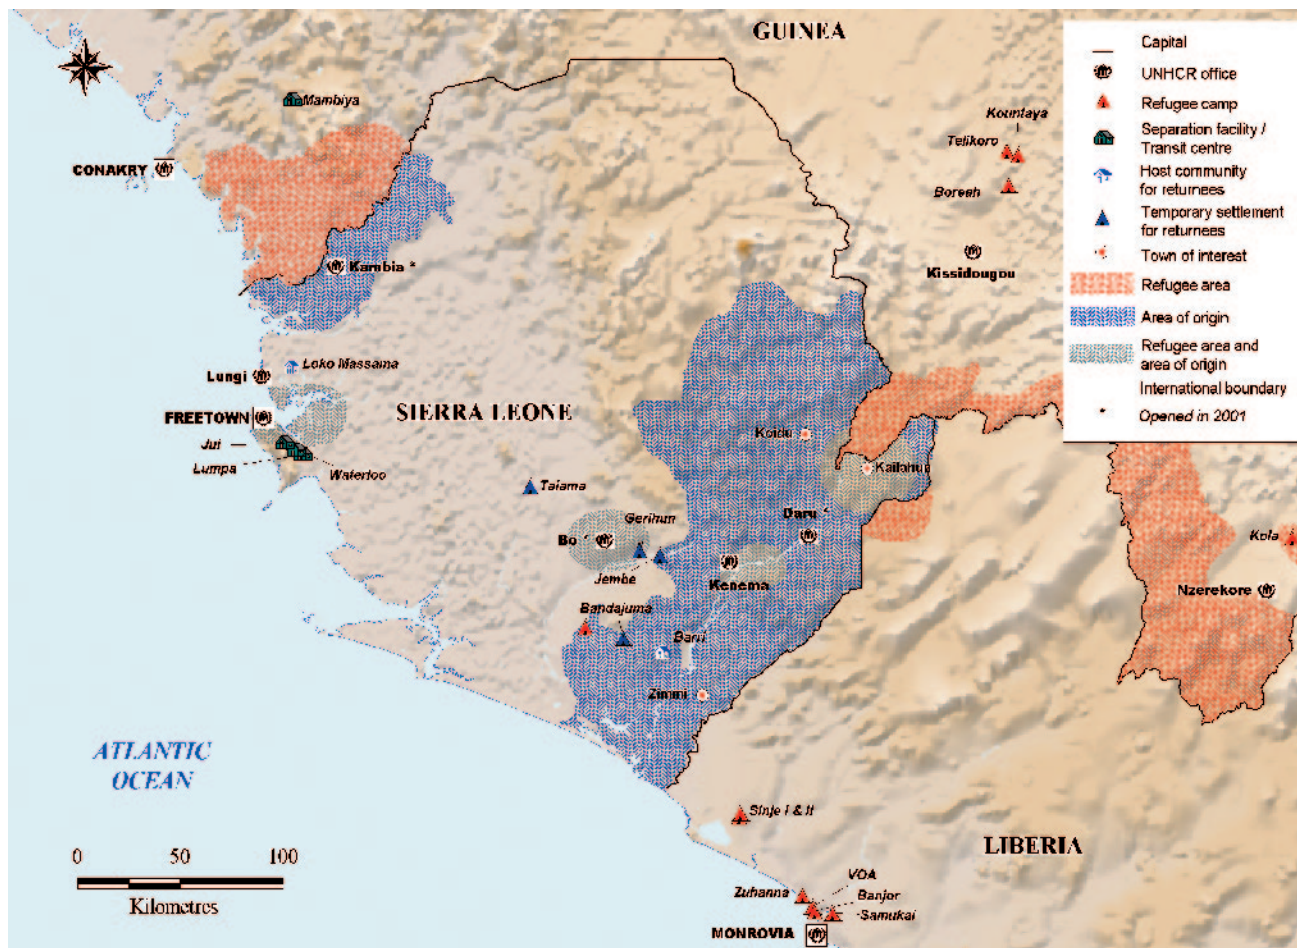 GUINEA
Capital
UNHCR office
Refugee camp
Separation facility /
Transit centre
Host community
for returnees
Temporary settlement
for returnees
Town of interest
Refugee area
Area of origin
Refugee area and
area of origin
International boundary
* Opened in 2001
Mambiya
Kountaya
Telikoro
CONAKRY
Boreah
Kambia *
Kissidougou
Loko Massama
Lungi
FREETOWN
SIERRA LEONE
Koidu
Jui
Lumpa
Waterloo
Kailahun
Taiama
Gerihun
Daru *
Bo *
Kola
Jembe
Kenema
Nzerekore
Bandajuma
Barri
Zimmi
ATLANTIC
OCEAN
Sinje I & II
LIBERIA
0 50 100
Kilometres
VOA
Zuhanna
Banjor
Samukai
MONROVIA